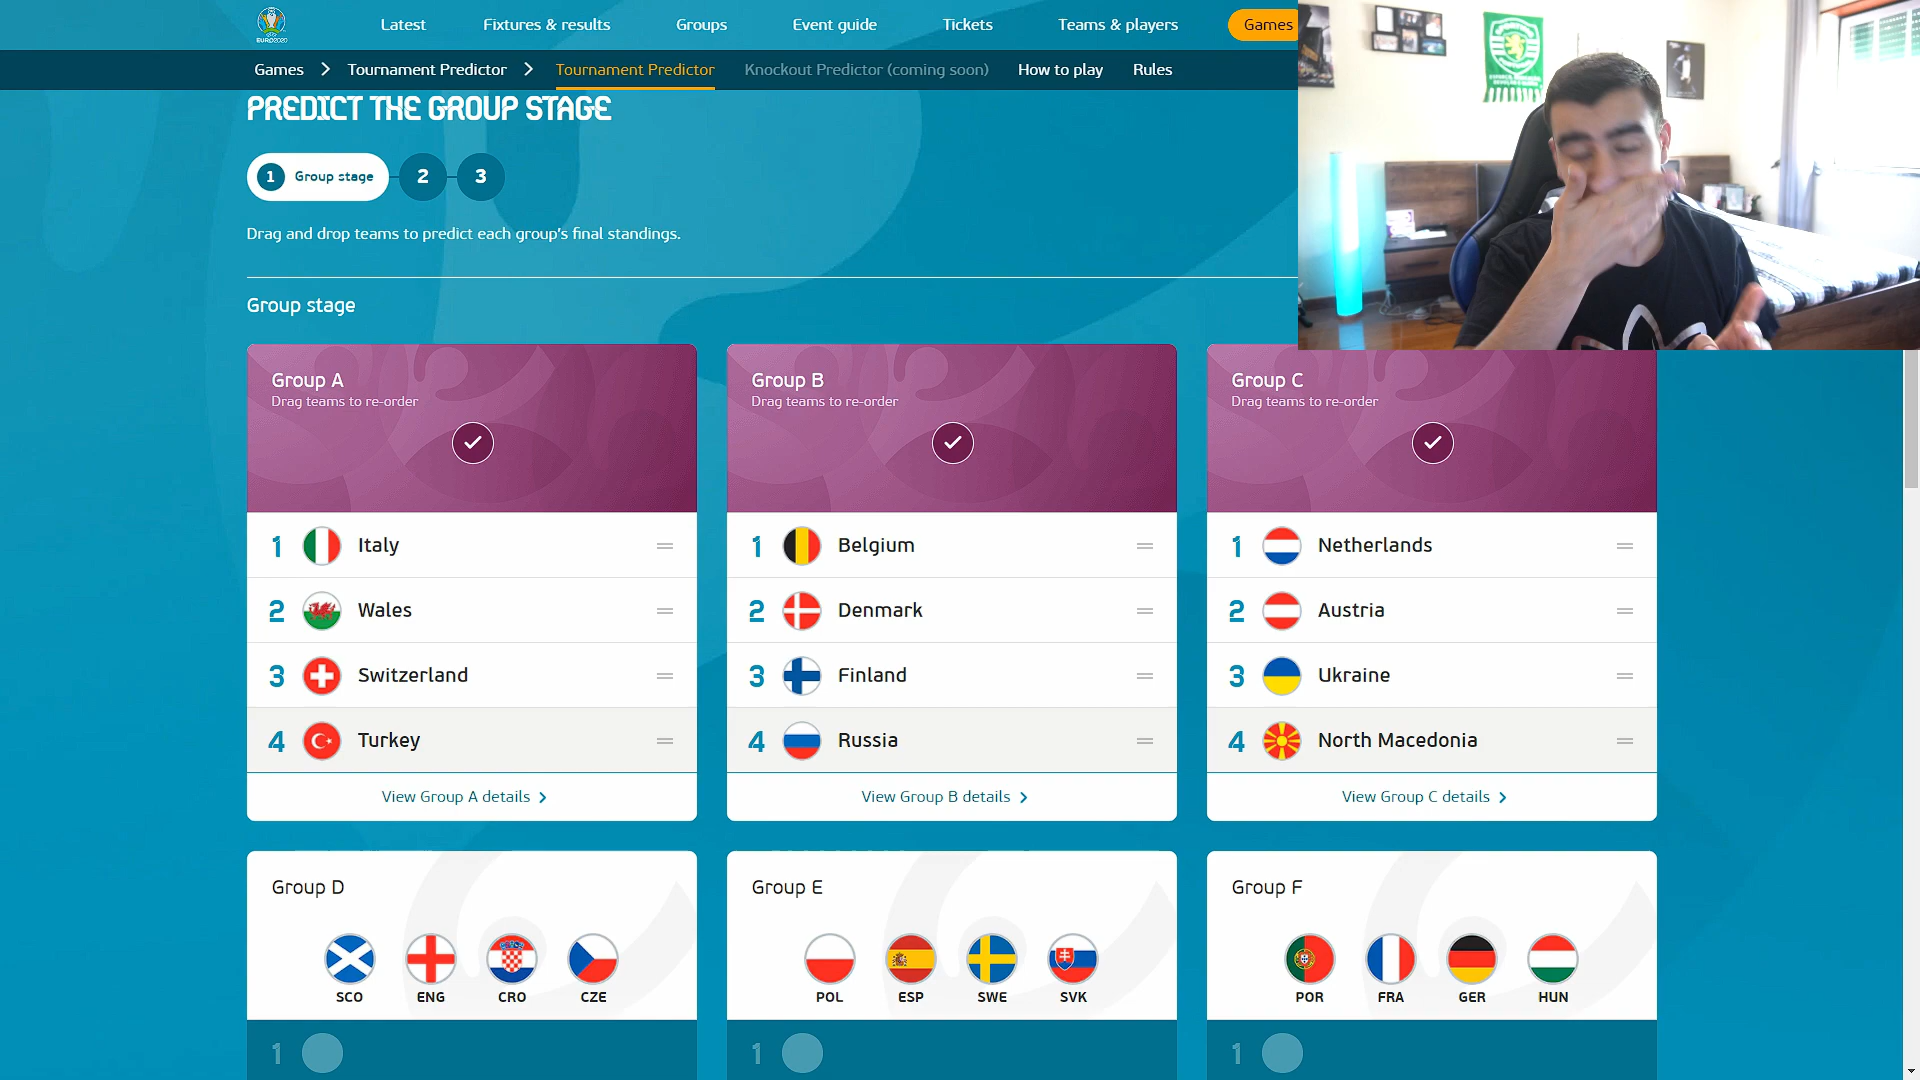 EURO2020
Latest
Fixtures & results
Groups
Event guide
Tickets
Teams & players
Games
Games
Tournament Predictor
Tournament Predictor
Knockout Predictor (coming soon)
How to play
Rules
PREDICT THE GROUP STAGE
1 Group stage
2
3
Drag and drop teams to predict each group's final standings.
Group stage
Group A
Drag teams to re-order
1 Italy
2 Wales
3 Switzerland
4 Turkey
View Group A details
Group B
Drag teams to re-order
1 Belgium
2 Denmark
3 Finland
4 Russia
View Group B details
Group C
Drag teams to re-order
1 Netherlands
2 Austria
3 Ukraine
4 North Macedonia
View Group C details
Group D
SCO ENG CRO CZE
1
Group E
POL ESP SWE SVK
1
Group F
POR FRA GER HUN
1